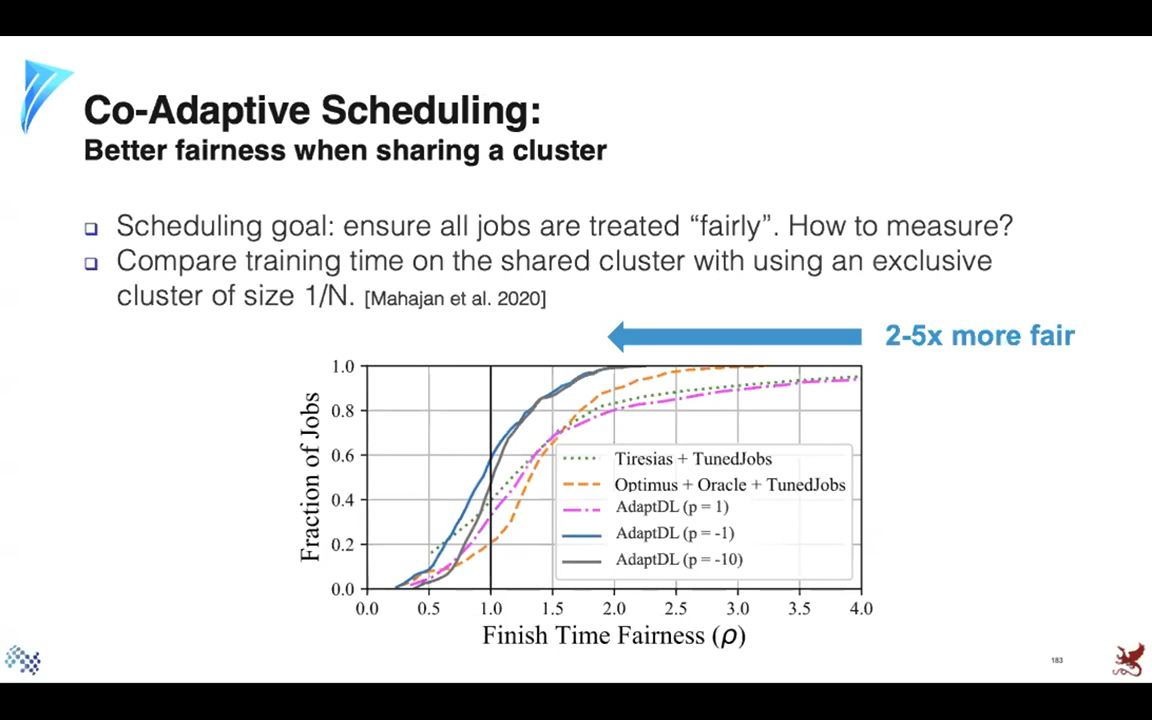 Co-Adaptive Scheduling:
Better fairness when sharing a cluster
Scheduling goal: ensure all jobs are treated “fairly”. How to measure?
Compare training time on the shared cluster with using an exclusive
cluster of size 1/N. [Mahajan et al. 2020]
2-5x more fair
Fraction of Jobs
1.0
0.8
0.6
0.4
0.2
0.0
Tiresias + TunedJobs
Optimus + Oracle + TunedJobs
AdaptDL (p = 1)
AdaptDL (p = -1)
AdaptDL (p = -10)
0.0 0.5 1.0 1.5 2.0 2.5 3.0 3.5 4.0
Finish Time Fairness (ρ)
183